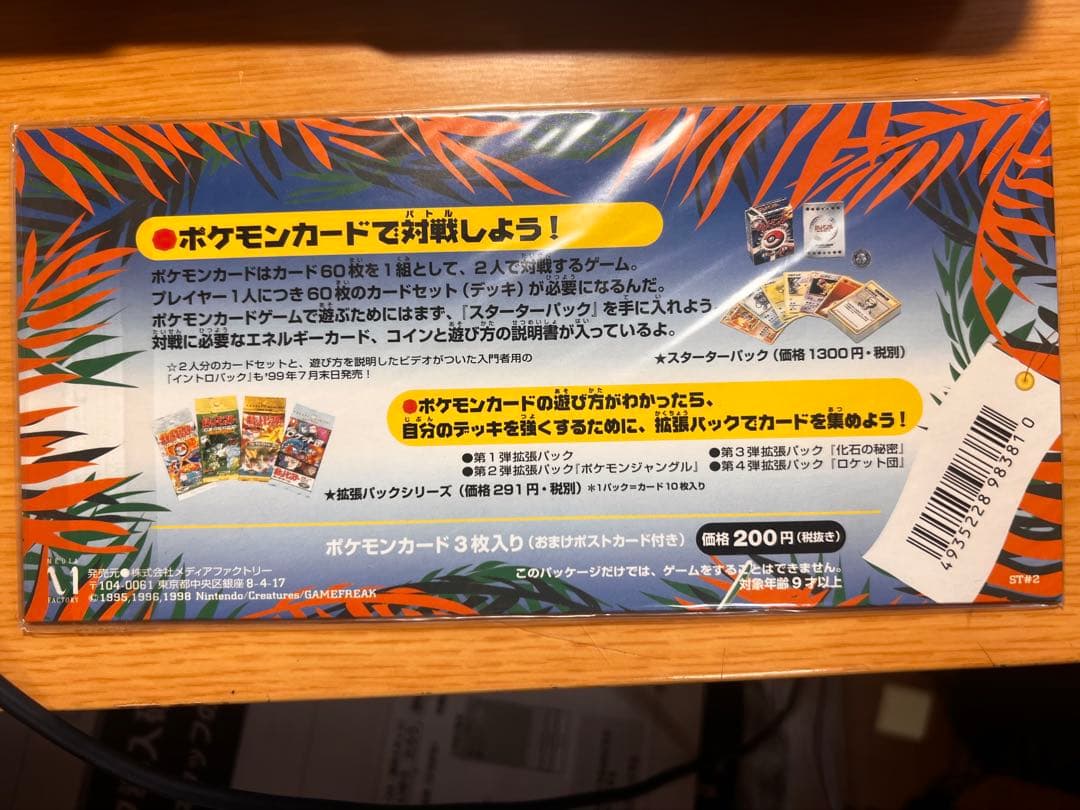 ●ポケモンカードで対戦しよう！
バトル
ポケモンカードはカード60枚を1組として、2人で対戦するゲーム。
プレイヤー1人につき60枚のカードセット（デッキ）が必要になるんだ。
ポケモンカードゲームで遊ぶためにはまず、『スターターパック』を手に入れよう
対戦に必要なエネルギーカード、コインと遊び方の説明書が入っているよ。
☆2人分のカードセットと、遊び方を説明したビデオがついた入門者用の
『イントロパック』も'99年7月末日発売！
★スターターパック（価格1300円・税別）
●ポケモンカードの遊び方がわかったら、
自分のデッキを強くするために、拡張パックでカードを集めよう！
●第1弾拡張パック
●第2弾拡張パック『ポケモンジャングル』
●第3弾拡張パック『化石の秘密』
●第4弾拡張パック『ロケット団』
★拡張パックシリーズ（価格291円・税別）＊1パック＝カード10枚入り
ポケモンカード3枚入り（おまけポストカード付き）
価格200円（税抜き）
このパッケージだけでは、ゲームをすることはできません。
対象年齢9才以上
MEDIA FACTORY
発売元●株式会社メディアファクトリー
〒104-0061 東京都中央区銀座8-4-17
©1995,1996,1998 Nintendo/Creatures/GAMEFREAK
4935228983810
ST#2